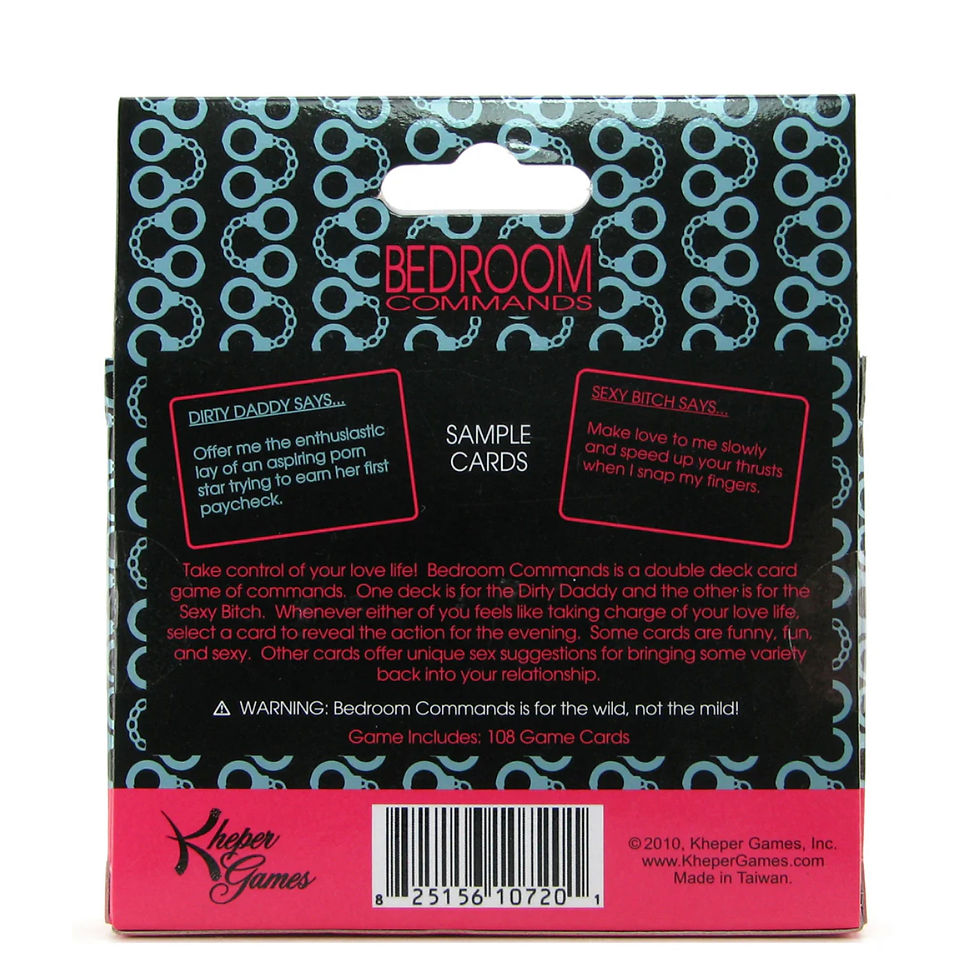 BEDROOM
COMMANDS
DIRTY DADDY SAYS...
Offer me the enthusiastic
lay of an aspiring porn
star trying to earn her first
paycheck.
SAMPLE
CARDS
SEXY BITCH SAYS...
Make love to me slowly
and speed up your thrusts
when I snap my fingers.
Take control of your love life! Bedroom Commands is a double deck card
game of commands. One deck is for the Dirty Daddy and the other is for the
Sexy Bitch. Whenever either of you feels like taking charge of your love life,
select a card to reveal the action for the evening. Some cards are funny, fun,
and sexy. Other cards offer unique sex suggestions for bringing some variety
back into your relationship.
⚠ WARNING: Bedroom Commands is for the wild, not the mild!
Game Includes: 108 Game Cards
Kheper
Games
8 25156 10720 1
©2010, Kheper Games, Inc.
www.KheperGames.com
Made in Taiwan.